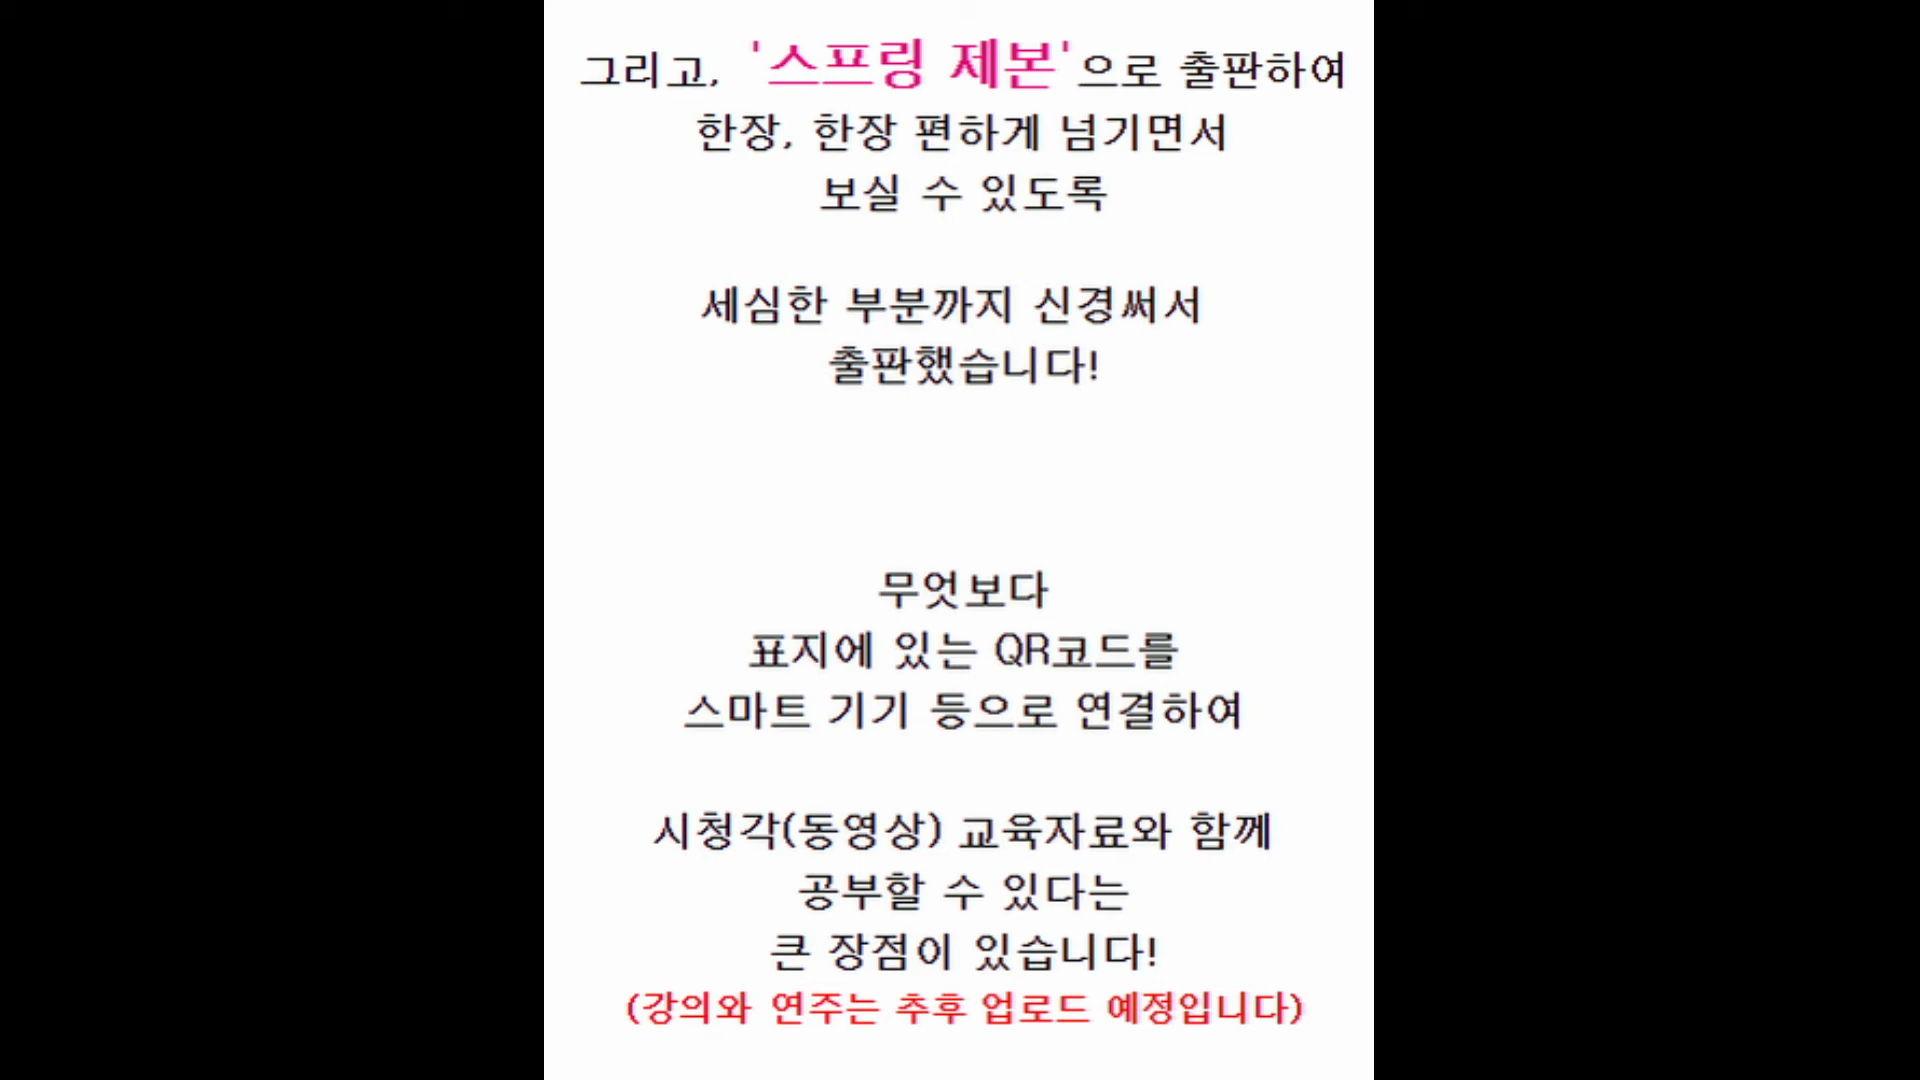 그리고, '스프링 제본'으로 출판하여
한장, 한장 편하게 넘기면서
보실 수 있도록
세심한 부분까지 신경써서
출판했습니다!
무엇보다
표지에 있는 QR코드를
스마트 기기 등으로 연결하여
시청각(동영상) 교육자료와 함께
공부할 수 있다는
큰 장점이 있습니다!
(강의와 연주는 추후 업로드 예정입니다)